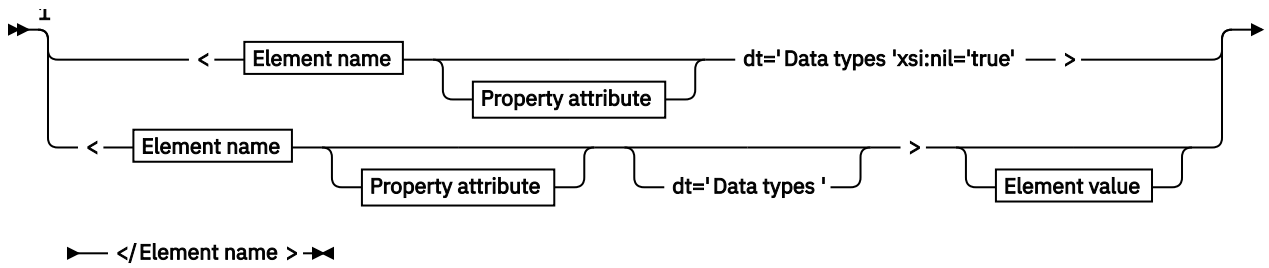 1
< Element name dt='Data types 'xsi:nil='true' >
Property attribute
< Element name > 
Property attribute dt='Data types ' Element value
</Element name >